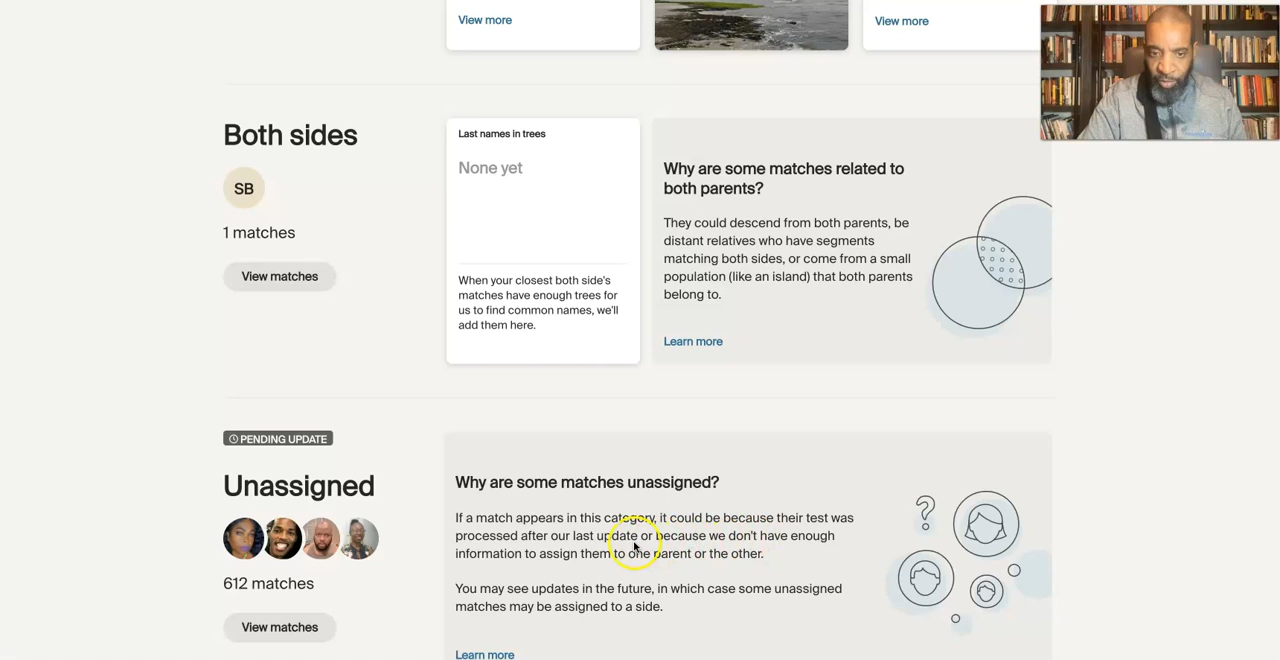 View more
View more
Both sides
SB
1 matches
View matches
Last names in trees
None yet
When your closest both side's
matches have enough trees for
us to find common names, we'll
add them here.
Why are some matches related to
both parents?
They could descend from both parents, be
distant relatives who have segments
matching both sides, or come from a small
population (like an island) that both parents
belong to.
Learn more
PENDING UPDATE
Unassigned
612 matches
View matches
Why are some matches unassigned?
If a match appears in this category, it could be because their test was
processed after our last update or because we don't have enough
information to assign them to one parent or the other.
You may see updates in the future, in which case some unassigned
matches may be assigned to a side.
Learn more
?